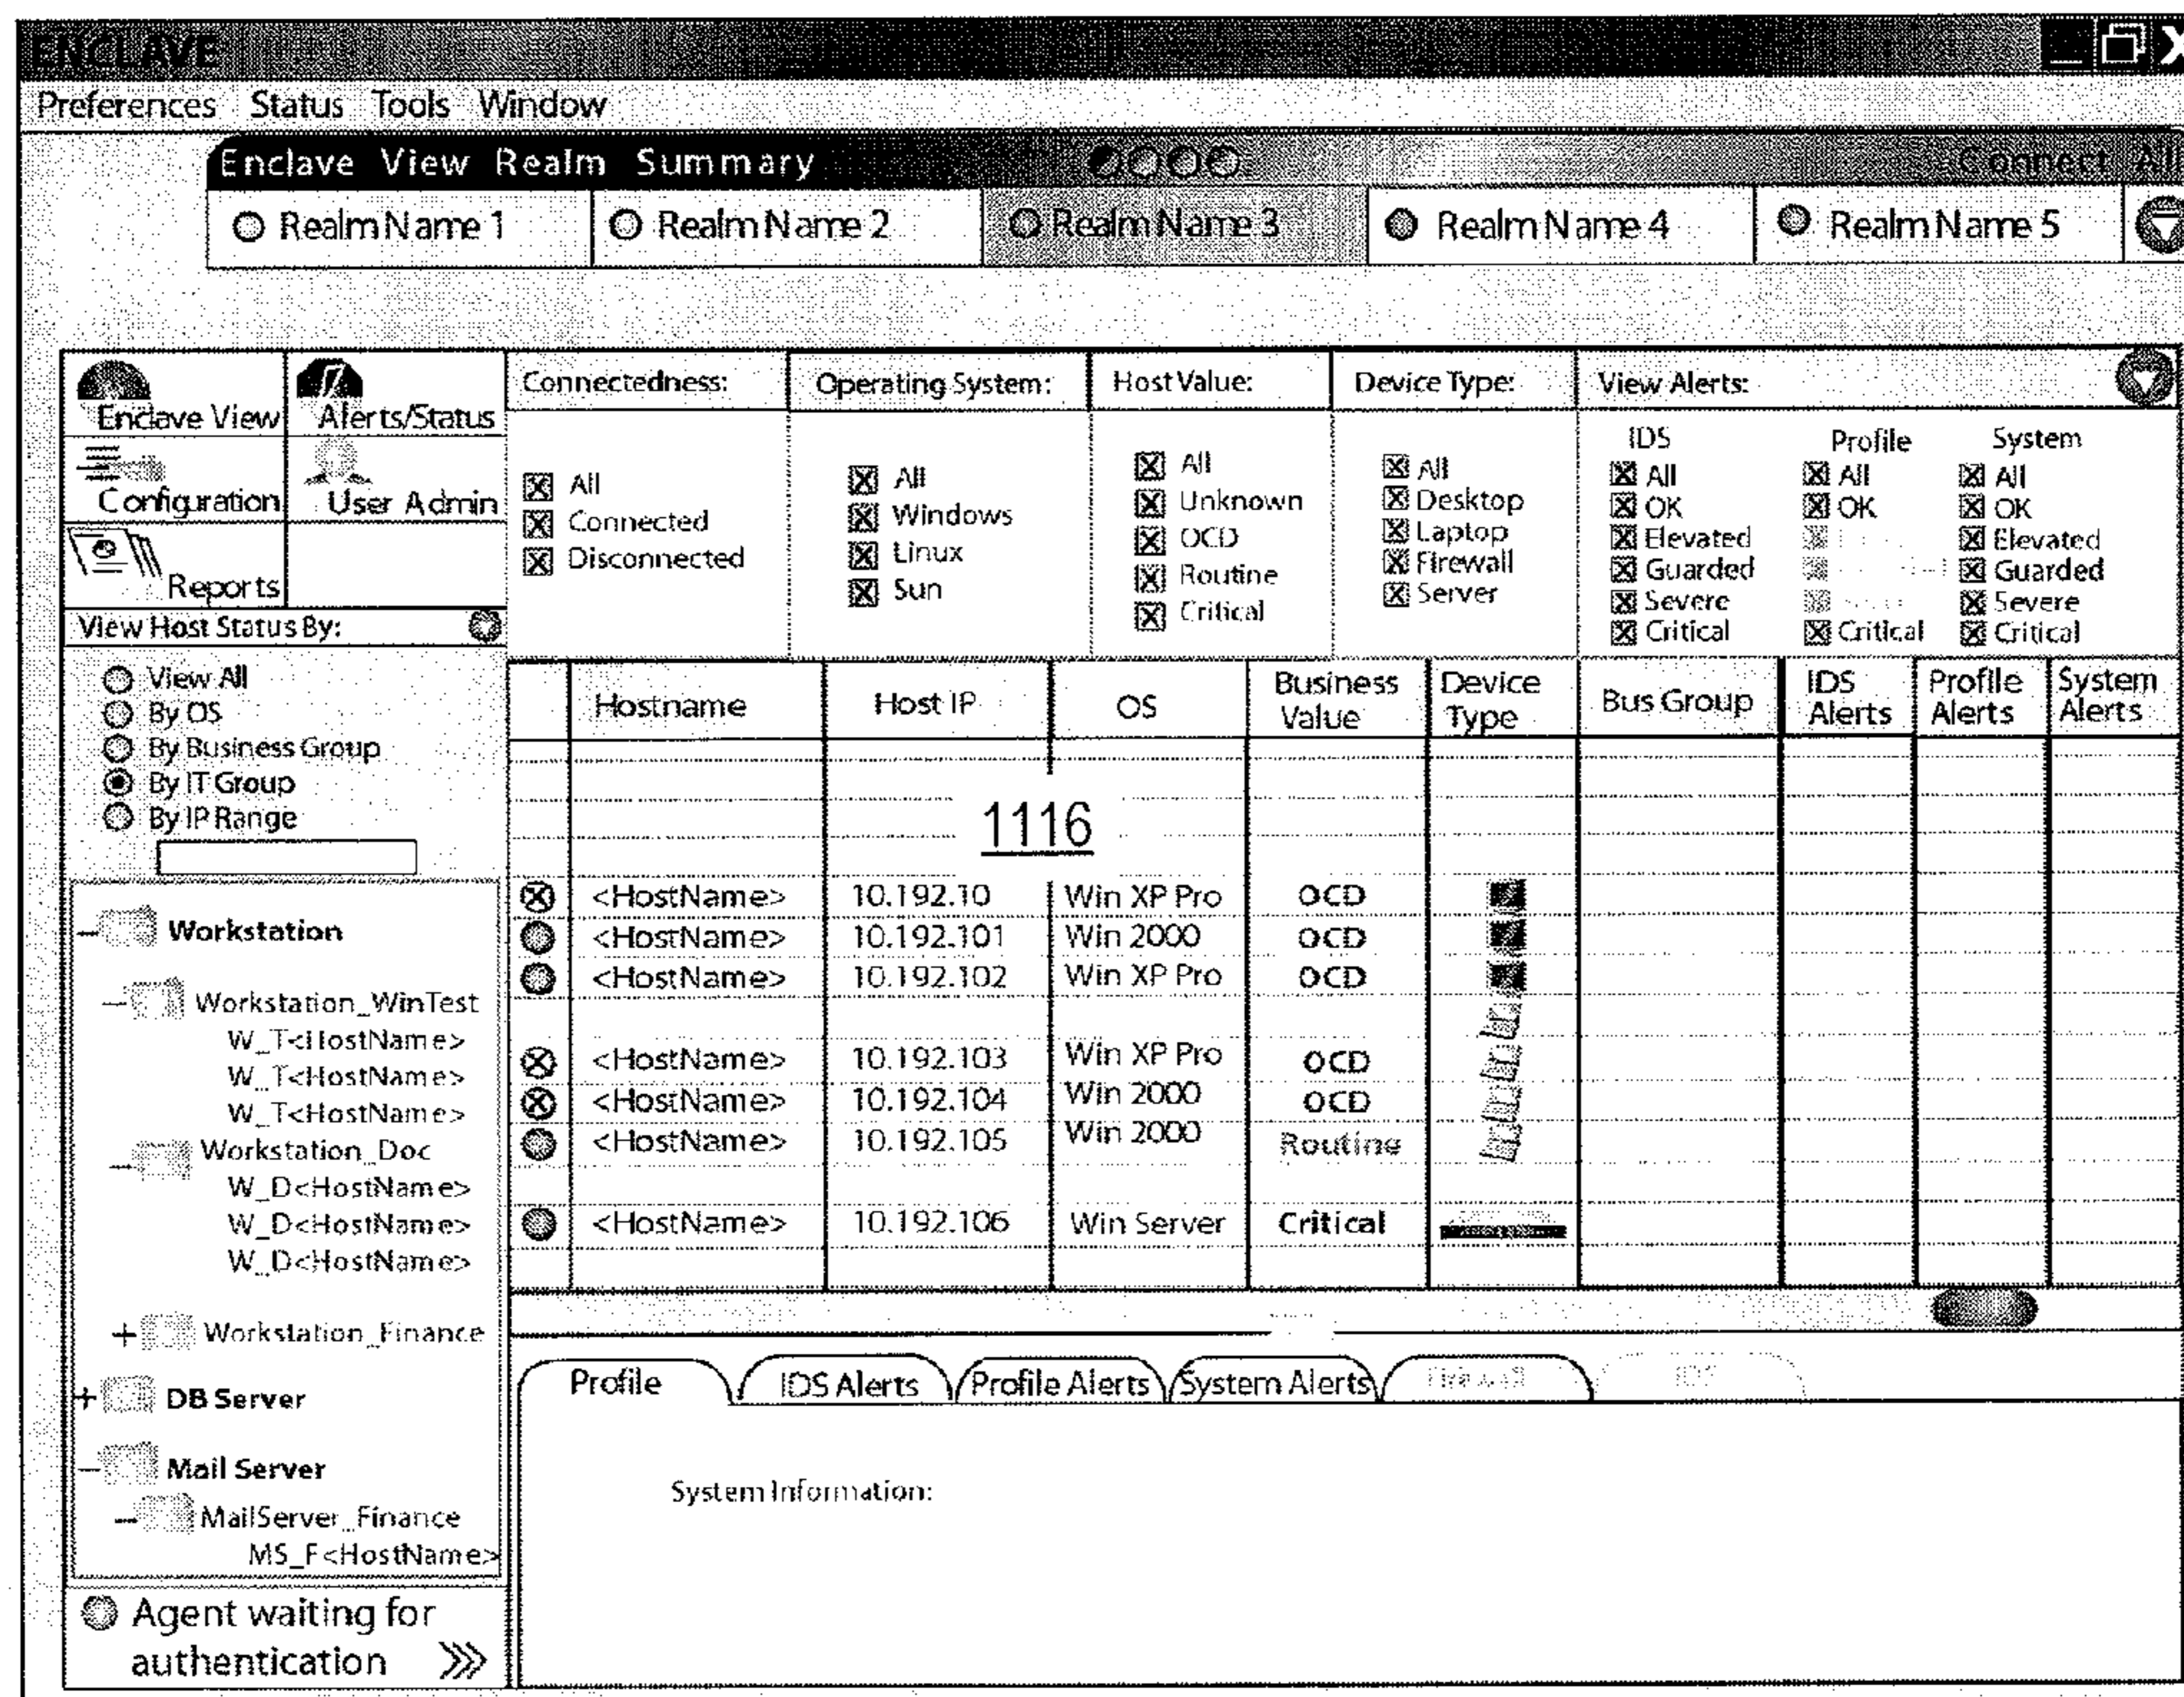 ENCLAVE
Preferences Status Tools Window
Enclave View Realm Summary Connect All
Realm Name 1 Realm Name 2 Realm Name 3 Realm Name 4 Realm Name 5
Enclave View Alerts/Status
Configuration User Admin
Reports
Connectedness: Operating System: Host Value: Device Type: View Alerts:
All
Connected
Disconnected
All
Windows
Linux
Sun
All
Unknown
OCD
Routine
Critical
All
Desktop
Laptop
Firewall
Server
IDS
All
OK
Elevated
Guarded
Severe
Critical
Profile
All
OK
Critical
System
All
OK
Elevated
Guarded
Severe
Critical
View Host Status By:
View All
By OS
By Business Group
By IT Group
By IP Range
Workstation
Workstation_WinTest
W_T<HostName>
W_T<HostName>
W_T<HostName>
Workstation_Doc
W_D<HostName>
W_D<HostName>
W_D<HostName>
Workstation_Finance
DB Server
Mail Server
MailServer_Finance
MS_F<HostName>
Agent waiting for
authentication >>>
Hostname Host IP OS Business Value Device Type Bus Group IDS Alerts Profile Alerts System Alerts
1116
<HostName> 10.192.10 Win XP Pro OCD
<HostName> 10.192.101 Win 2000 OCD
<HostName> 10.192.102 Win XP Pro OCD
<HostName> 10.192.103 Win XP Pro OCD
<HostName> 10.192.104 Win 2000 OCD
<HostName> 10.192.105 Win 2000 Routine
<HostName> 10.192.106 Win Server Critical
Profile IDS Alerts Profile Alerts System Alerts Firewall
System Information: